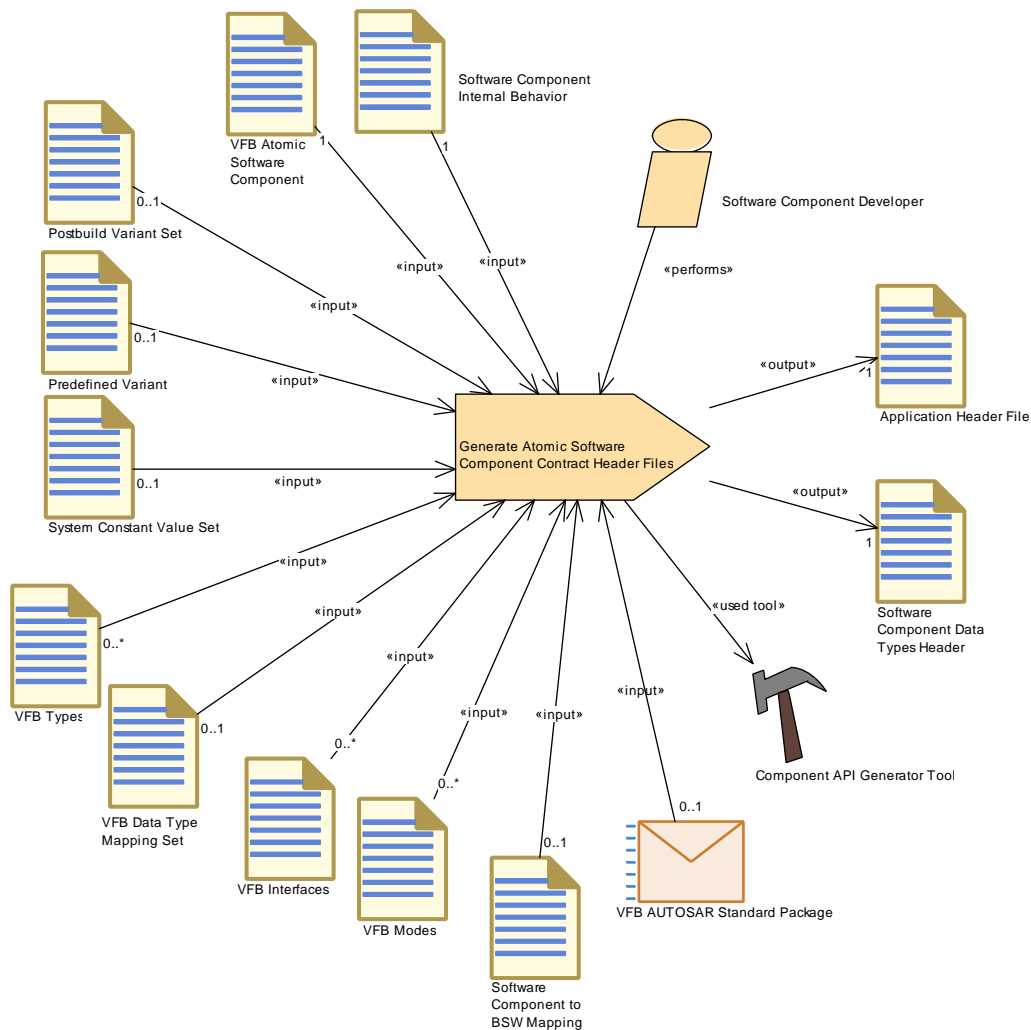 Software Component
Internal Behavior
1
VFB Atomic
Software
Component
1
Software Component Developer
Postbuild Variant Set
0..1
«input»
«input»
«performs»
«input»
Predefined Variant
0..1
«input»
«output»
1
Application Header File
Generate Atomic Software
Component Contract Header Files
System Constant Value Set
0..1
«input»
«output»
1
Software
Component Data
Types Header
VFB Types
0..*
«input»
VFB Data Type
Mapping Set
0..1
«input»
«used tool»
Component API Generator Tool
VFB Interfaces
0..*
«input»
VFB Modes
0..*
«input»
Software
Component to
BSW Mapping
0..1
«input»
VFB AUTOSAR Standard Package
0..1
«input»